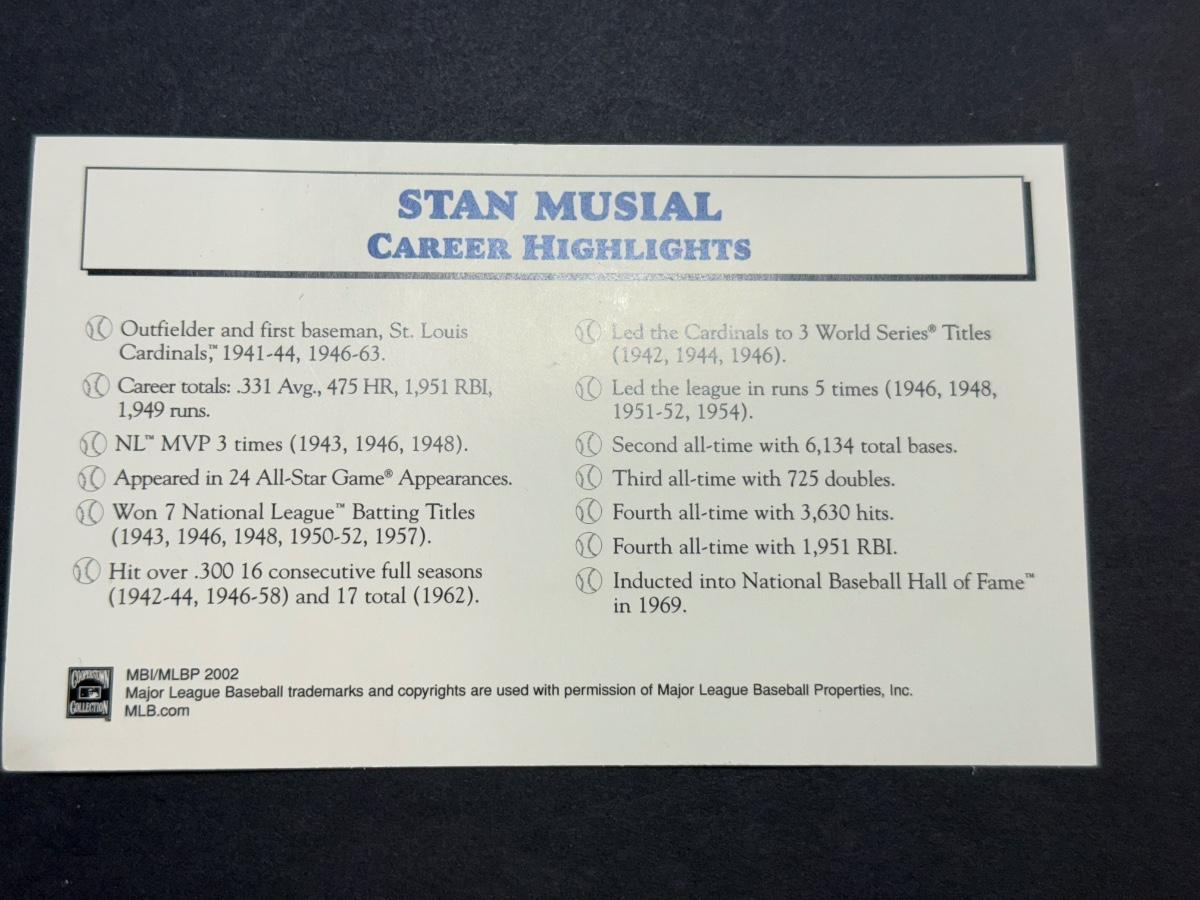 STAN MUSIAL
CAREER HIGHLIGHTS
Outfielder and first baseman, St. Louis
Cardinals,™ 1941-44, 1946-63.
Career totals: .331 Avg., 475 HR, 1,951 RBI,
1,949 runs.
NL™ MVP 3 times (1943, 1946, 1948).
Appeared in 24 All-Star Game® Appearances.
Won 7 National League™ Batting Titles
(1943, 1946, 1948, 1950-52, 1957).
Hit over .300 16 consecutive full seasons
(1942-44, 1946-58) and 17 total (1962).
Led the Cardinals to 3 World Series® Titles
(1942, 1944, 1946).
Led the league in runs 5 times (1946, 1948,
1951-52, 1954).
Second all-time with 6,134 total bases.
Third all-time with 725 doubles.
Fourth all-time with 3,630 hits.
Fourth all-time with 1,951 RBI.
Inducted into National Baseball Hall of Fame™
in 1969.
COOPERSTOWN
COLLECTION
MBI/MLBP 2002
Major League Baseball trademarks and copyrights are used with permission of Major League Baseball Properties, Inc.
MLB.com